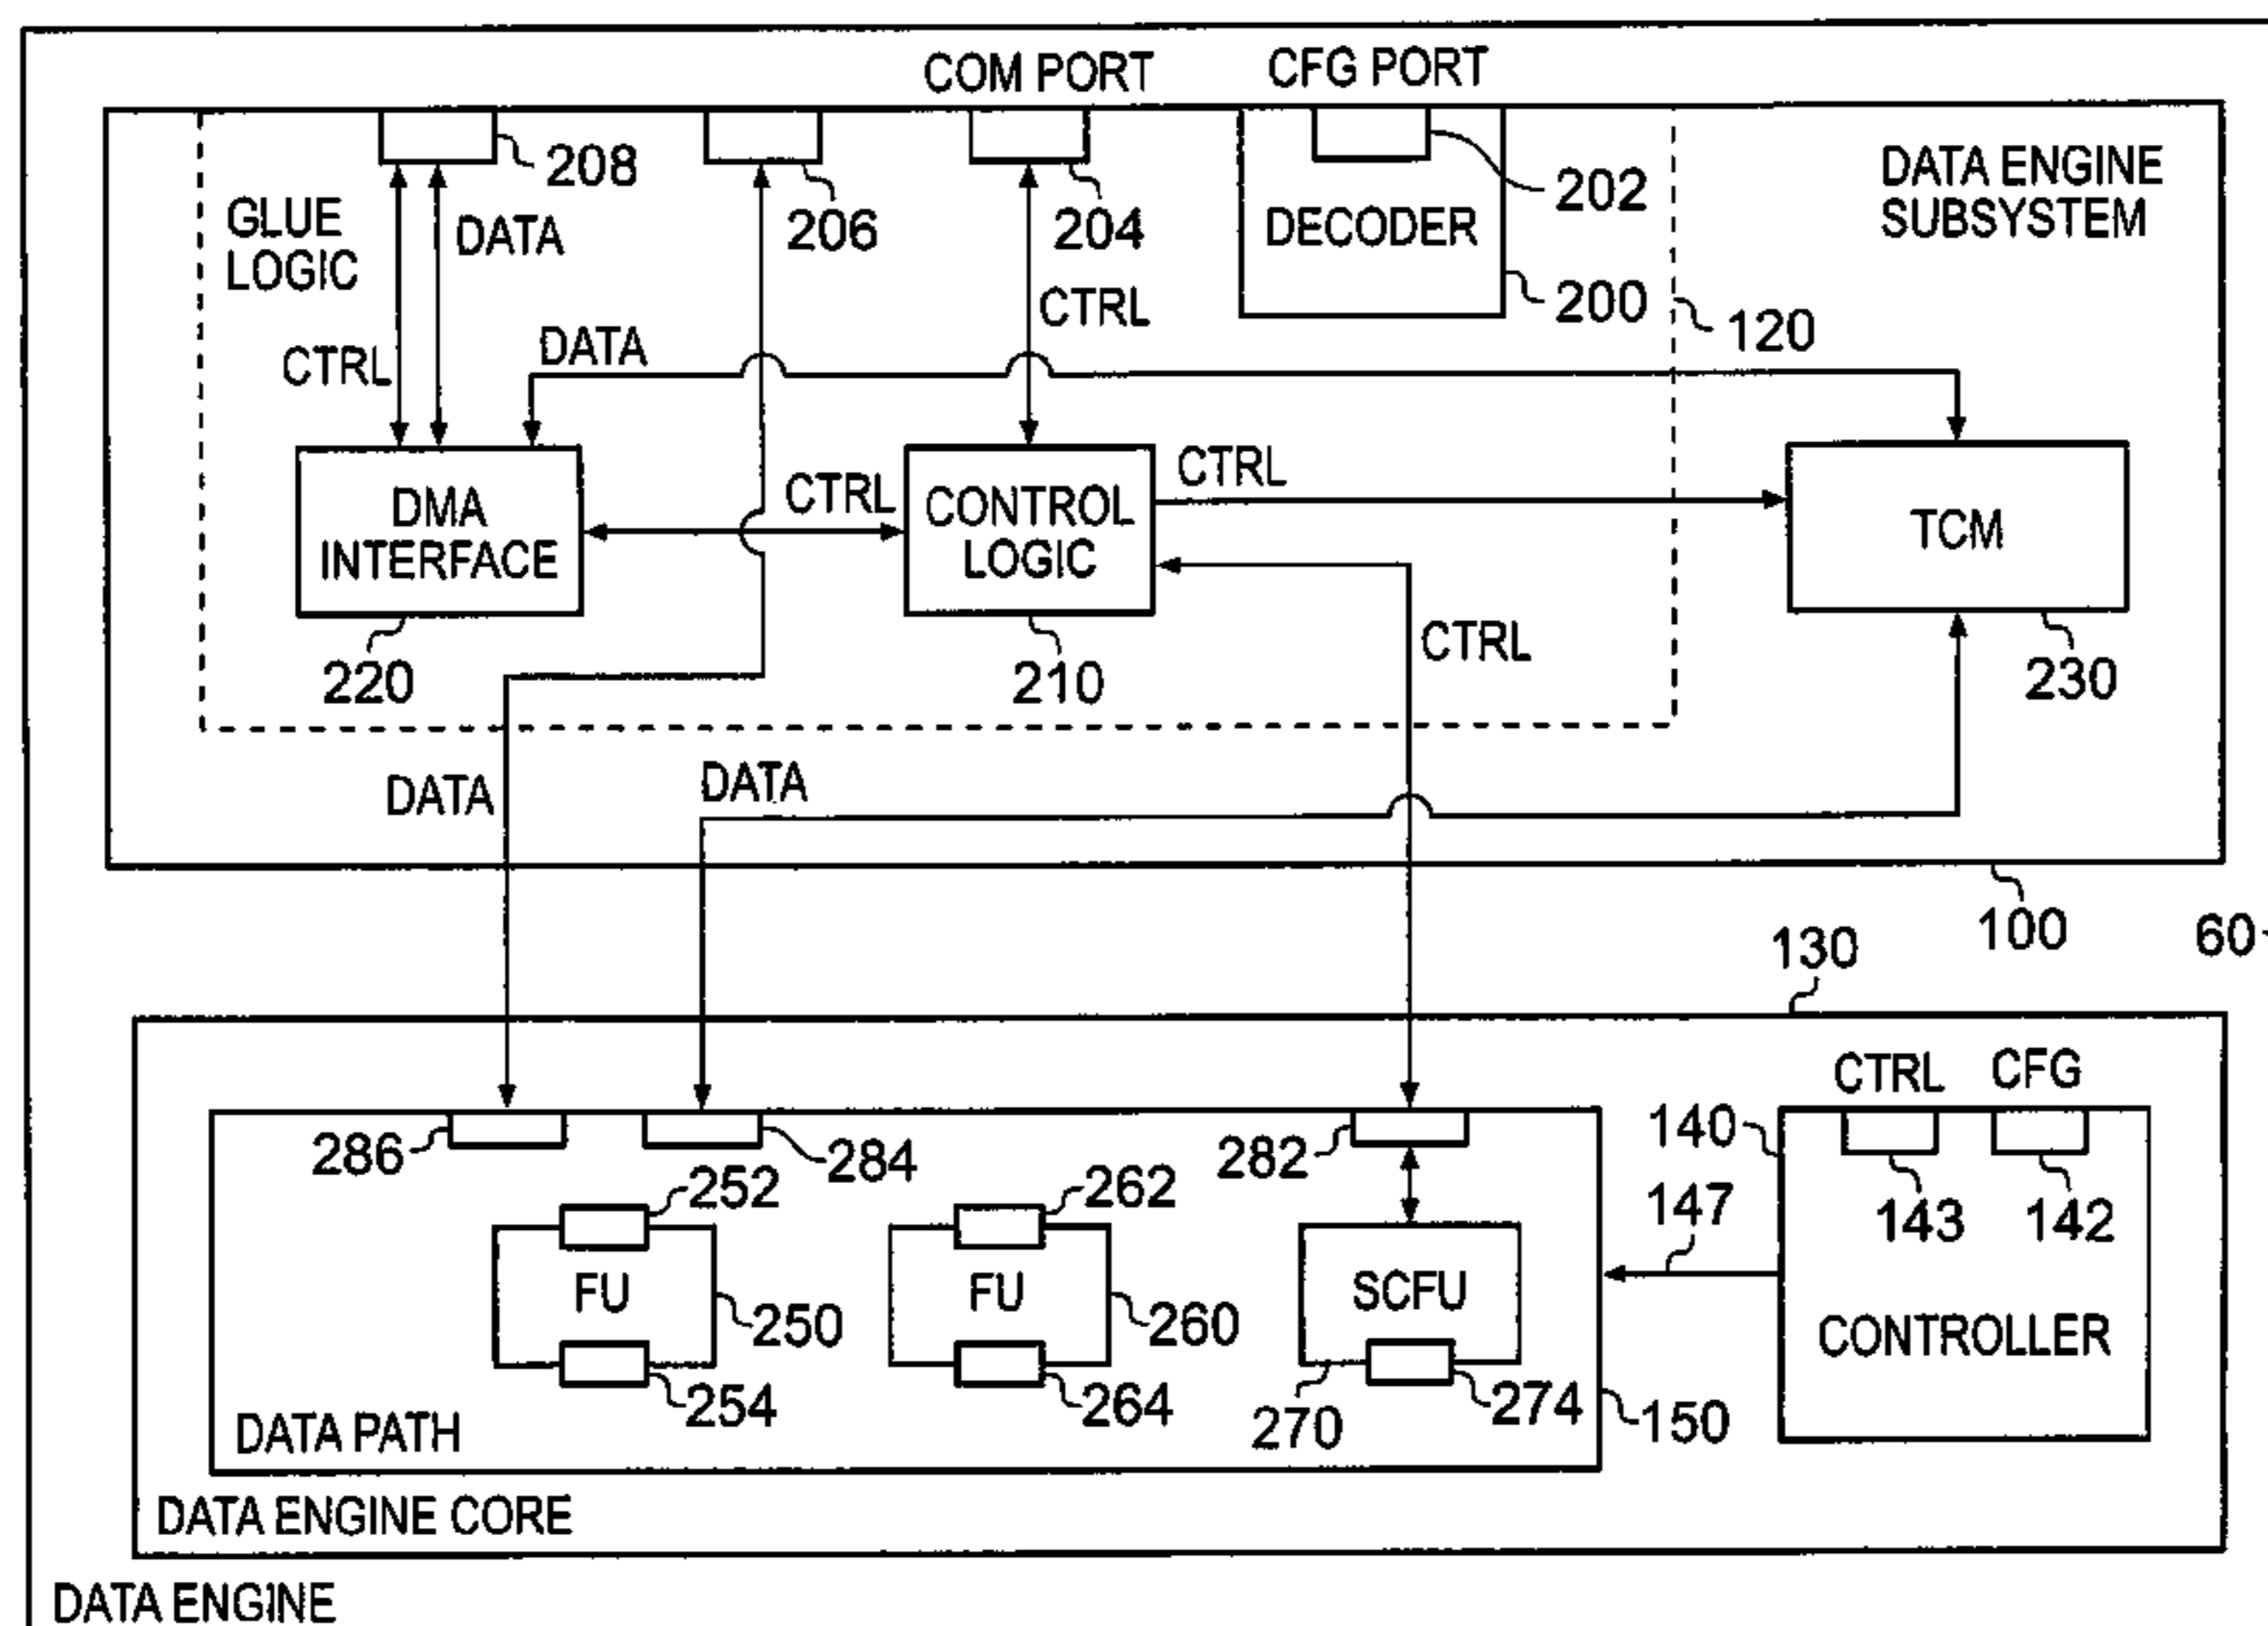 COM PORT
CFG PORT
208
206
204
202
DECODER
200
DATA ENGINE
SUBSYSTEM
GLUE
LOGIC
DATA
CTRL
120
CTRL
DATA
DMA
INTERFACE
CTRL
CONTROL
LOGIC
CTRL
TCM
220
210
CTRL
230
DATA
DATA
100
60
130
CTRL
CFG
286
284
282
140
143
142
147
252
FU
250
254
262
FU
260
264
SCFU
270
274
150
CONTROLLER
DATA PATH
DATA ENGINE CORE
DATA ENGINE